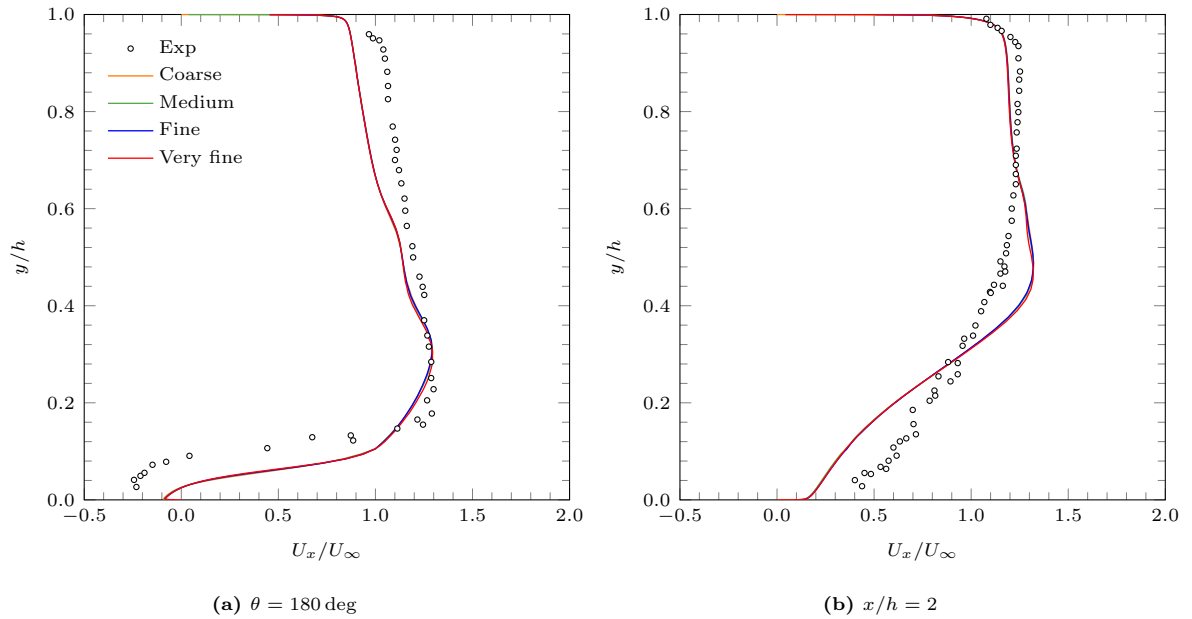 1.0
0.8
0.6
0.4
0.2
0.0
y/h
Exp
Coarse
Medium
Fine
Very fine
−0.5 0.0 0.5 1.0 1.5 2.0
U_x/U_∞
(a) θ = 180 deg
1.0
0.8
0.6
0.4
0.2
0.0
y/h
−0.5 0.0 0.5 1.0 1.5 2.0
U_x/U_∞
(b) x/h = 2